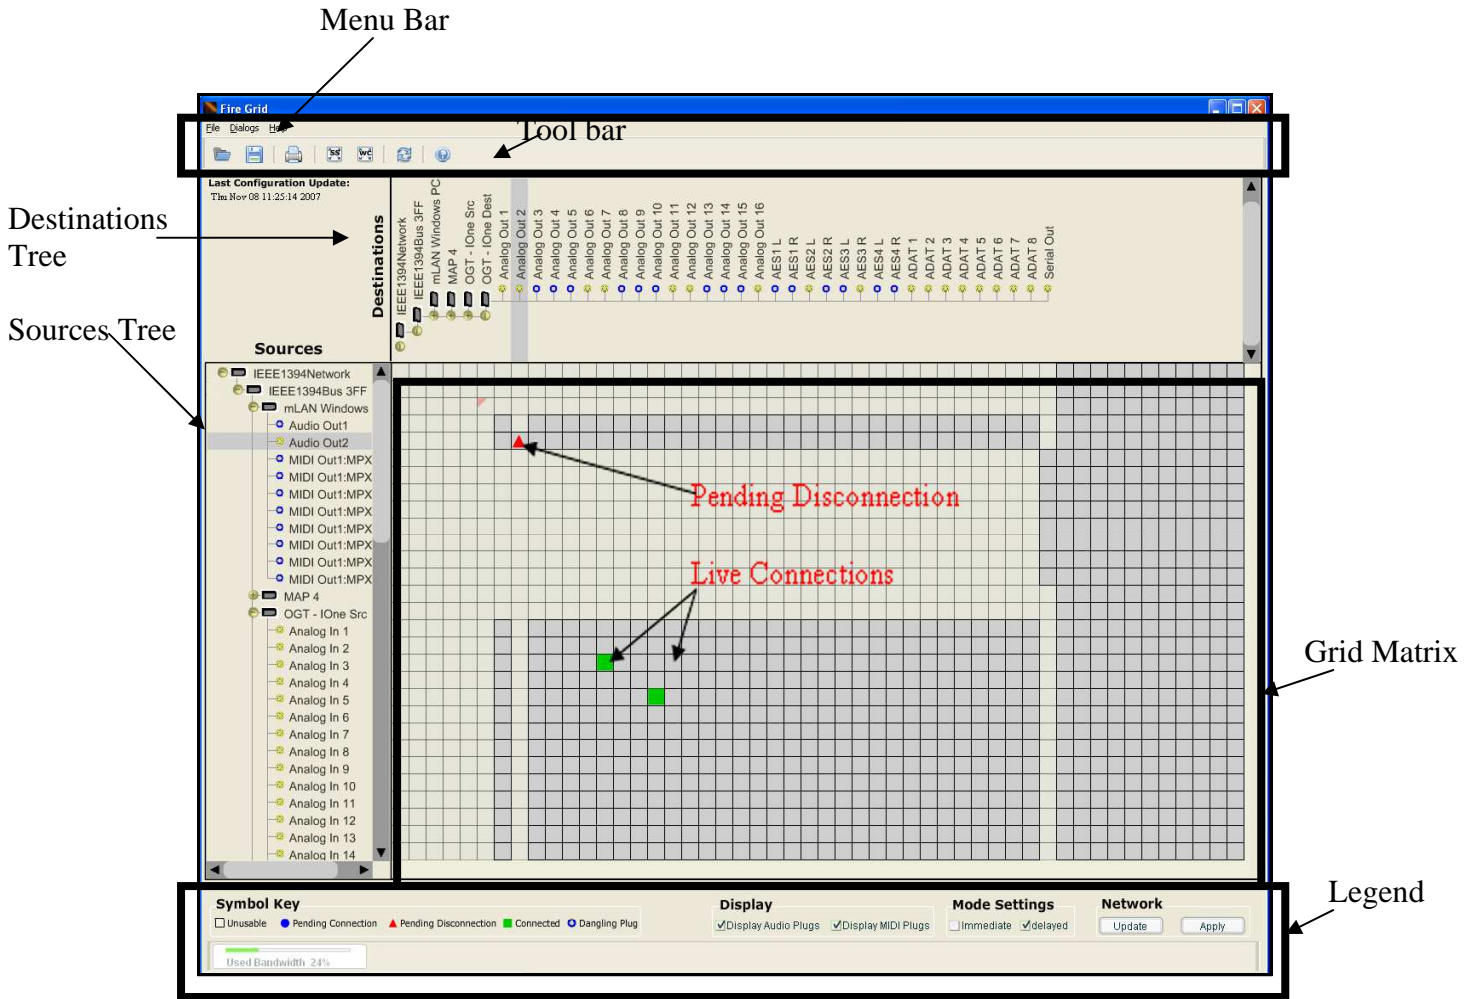 Menu Bar
Fire Grid
File Dialogs Help
Tool bar
SS WC
Last Configuration Update:
Thu Nov 08 11:25:14 2007
Destinations
Tree
Destinations
IEEE1394Network
IEEE1394Bus 3FF
mLAN Windows PC
MAP 4
OGT - IOne Src
OGT - IOne Dest
Analog Out 1
Analog Out 2
Analog Out 3
Analog Out 4
Analog Out 5
Analog Out 6
Analog Out 7
Analog Out 8
Analog Out 9
Analog Out 10
Analog Out 11
Analog Out 12
Analog Out 13
Analog Out 14
Analog Out 15
Analog Out 16
AES1 L
AES1 R
AES2 L
AES2 R
AES3 L
AES3 R
AES4 L
AES4 R
ADAT 1
ADAT 2
ADAT 3
ADAT 4
ADAT 5
ADAT 6
ADAT 7
ADAT 8
Serial Out
Sources Tree
Sources
IEEE1394Network
IEEE1394Bus 3FF
mLAN Windows
Audio Out1
Audio Out2
MIDI Out1:MPX
MIDI Out1:MPX
MIDI Out1:MPX
MIDI Out1:MPX
MIDI Out1:MPX
MIDI Out1:MPX
MIDI Out1:MPX
MIDI Out1:MPX
MAP 4
OGT - IOne Src
Analog In 1
Analog In 2
Analog In 3
Analog In 4
Analog In 5
Analog In 6
Analog In 7
Analog In 8
Analog In 9
Analog In 10
Analog In 11
Analog In 12
Analog In 13
Analog In 14
Pending Disconnection
Live Connections
Grid Matrix
Legend
Symbol Key
Unusable Pending Connection Pending Disconnection Connected Dangling Plug
Display
Display Audio Plugs Display MIDI Plugs
Mode Settings
Immediate delayed
Network
Update Apply
Used Bandwidth 24%